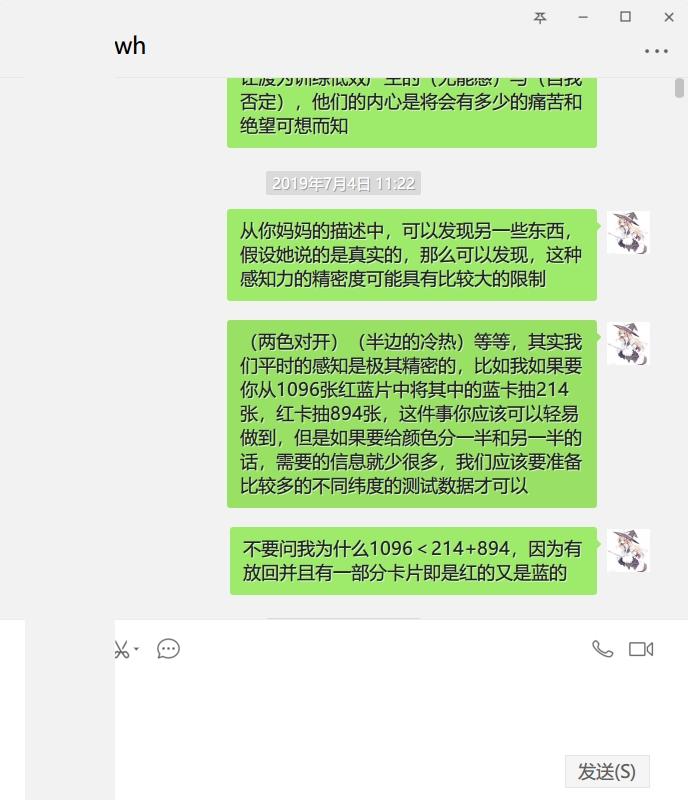 wh
否定），他们的内心是将会有多少的痛苦和
绝望可想而知
2019年7月4日 11:22
从你妈妈的描述中，可以发现另一些东西，
假设她说的是真实的，那么可以发现，这种
感知力的精密度可能具有比较大的限制
（两色对开）（半边的冷热）等等，其实我
们平时的感知是极其精密的，比如我如果要
你从1096张红蓝片中将其中的蓝卡抽214
张，红卡抽894张，这件事你应该可以轻易
做到，但是如果要给颜色分一半和另一半的
话，需要的信息就少很多，我们应该要准备
比较多的不同纬度的测试数据才可以
不要问我为什么1096＜214+894，因为有
放回并且有一部分卡片即是红的又是蓝的
发送(S)